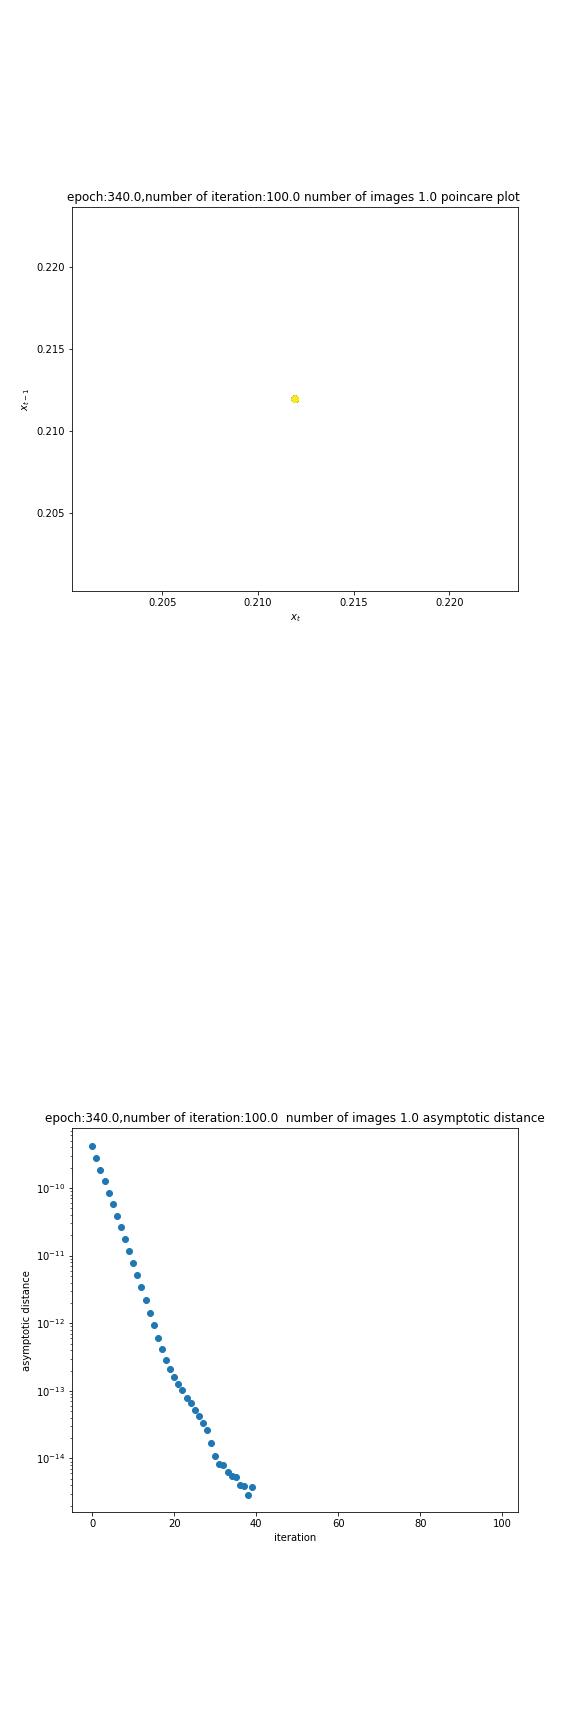 epoch:340.0,number of iteration:100.0 number of images 1.0 poincare plot
0.220
0.215
0.210
0.205
x_{t-1}
0.205 0.210 0.215 0.220
x_t
epoch:340.0,number of iteration:100.0  number of images 1.0 asymptotic distance
10^{-10}
10^{-11}
10^{-12}
10^{-13}
10^{-14}
asymptotic distance
0 20 40 60 80 100
iteration